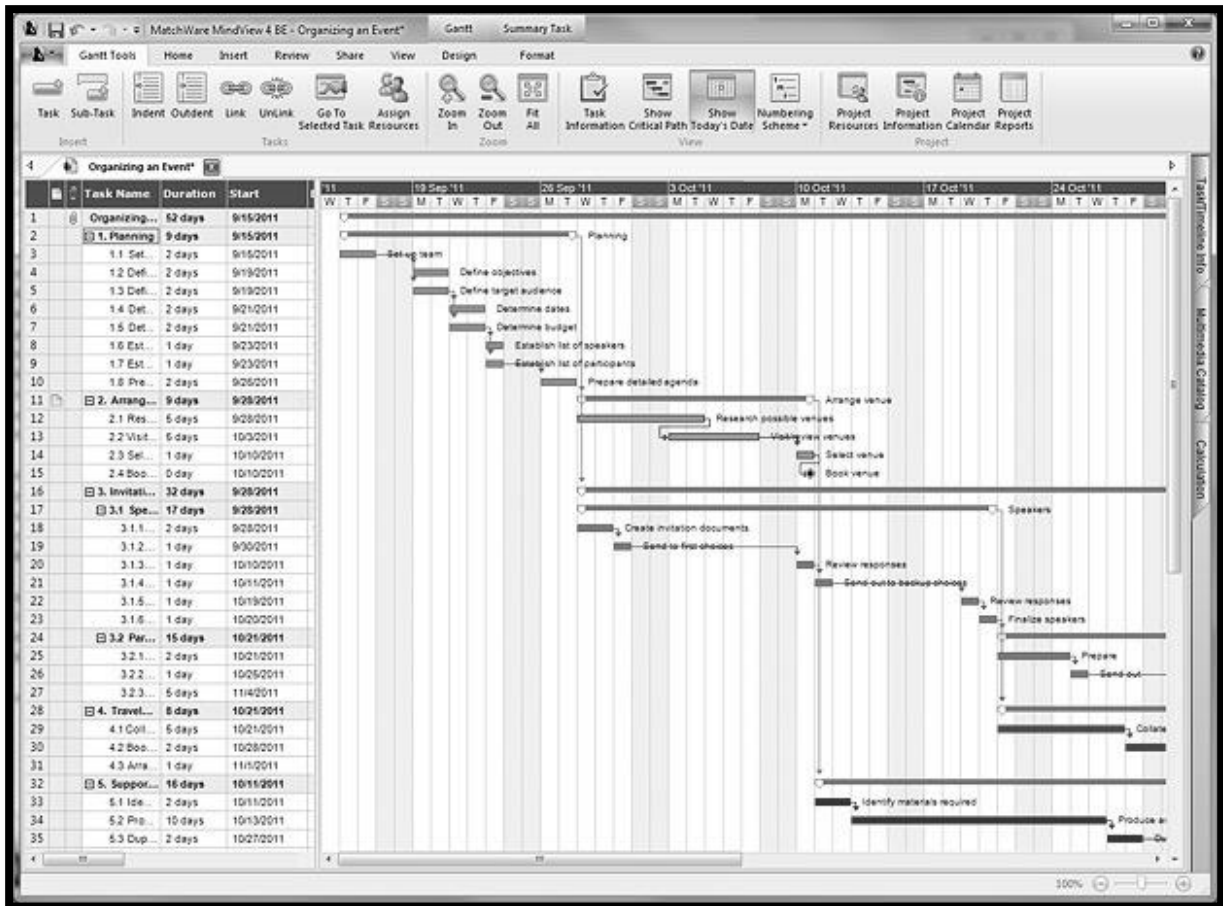 MatchWare MindView 4 BE - Organizing an Event* Gantt Summary Task
Gantt Tools Home Insert Review Share View Design Format
Task Sub-Task Indent Outdent Link UnLink Go To Selected Task Assign Resources Zoom In Zoom Out Fit All Task Information Show Critical Path Show Today's Date Numbering Scheme Project Resources Project Information Project Calendar Project Reports
Insert Tasks Zoom View Project
Organizing an Event*
Task Name Duration Start '11 19 Sep '11 26 Sep '11 3 Oct '11 10 Oct '11 17 Oct '11 24 Oct '11
W T F S S M T W T F S S M T W T F S S M T W T F S S M T W T F S S M T W T F S S M T W T F S
1 Organizing... 52 days 9/15/2011
2 1. Planning 9 days 9/15/2011 Planning
3 1.1 Set... 2 days 9/15/2011 Set up team
4 1.2 Defi... 2 days 9/19/2011 Define objectives
5 1.3 Defi... 2 days 9/19/2011 Define target audience
6 1.4 Det... 2 days 9/21/2011 Determine dates
7 1.5 Det... 2 days 9/21/2011 Determine budget
8 1.6 Est... 1 day 9/23/2011 Establish list of speakers
9 1.7 Est... 1 day 9/23/2011 Establish list of participants
10 1.8 Pre... 2 days 9/26/2011 Prepare detailed agenda
11 2. Arrang... 9 days 9/28/2011 Arrange venue
12 2.1 Res... 5 days 9/28/2011 Research possible venues
13 2.2 Visit... 5 days 10/3/2011 Visit/review venues
14 2.3 Sel... 1 day 10/10/2011 Select venue
15 2.4 Boo... 0 day 10/10/2011 Book venue
16 3. Invitati... 32 days 9/28/2011
17 3.1 Spe... 17 days 9/28/2011 Speakers
18 3.1.1... 2 days 9/28/2011 Create invitation documents
19 3.1.2... 1 day 9/30/2011 Send to first choices
20 3.1.3... 1 day 10/10/2011 Review responses
21 3.1.4... 1 day 10/11/2011 Send out to backup choices
22 3.1.5... 1 day 10/19/2011 Review responses
23 3.1.6... 1 day 10/20/2011 Finalize speakers
24 3.2 Par... 15 days 10/21/2011
25 3.2.1... 2 days 10/21/2011 Prepare
26 3.2.2... 1 day 10/25/2011 Send out
27 3.2.3... 5 days 11/4/2011
28 4. Travel... 8 days 10/21/2011
29 4.1 Coll... 5 days 10/21/2011 Collate
30 4.2 Boo... 2 days 10/28/2011
31 4.3 Arra... 1 day 11/1/2011
32 5. Suppor... 16 days 10/11/2011
33 5.1 Ide... 2 days 10/11/2011 Identify materials required
34 5.2 Pro... 10 days 10/13/2011 Produce
35 5.3 Dup... 2 days 10/27/2011
Task/Timeline Info
Multimedia Catalog
Calculation
100%